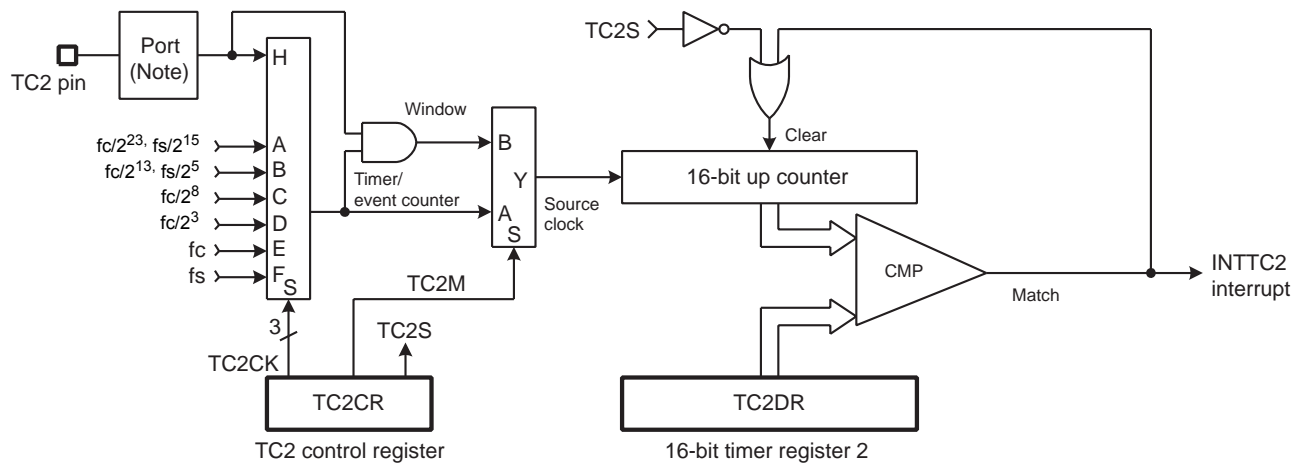 TC2 pin
Port
(Note)
H
fc/2^23, fs/2^15
A
fc/2^13, fs/2^5
B
fc/2^8
C
fc/2^3
D
fc
E
fs
F
S
3
TC2CK
Window
Timer/
event counter
B
Y
A
S
Source
clock
TC2M
TC2S
TC2CR
TC2 control register
TC2S
Clear
16-bit up counter
CMP
Match
INTTC2
interrupt
TC2DR
16-bit timer register 2